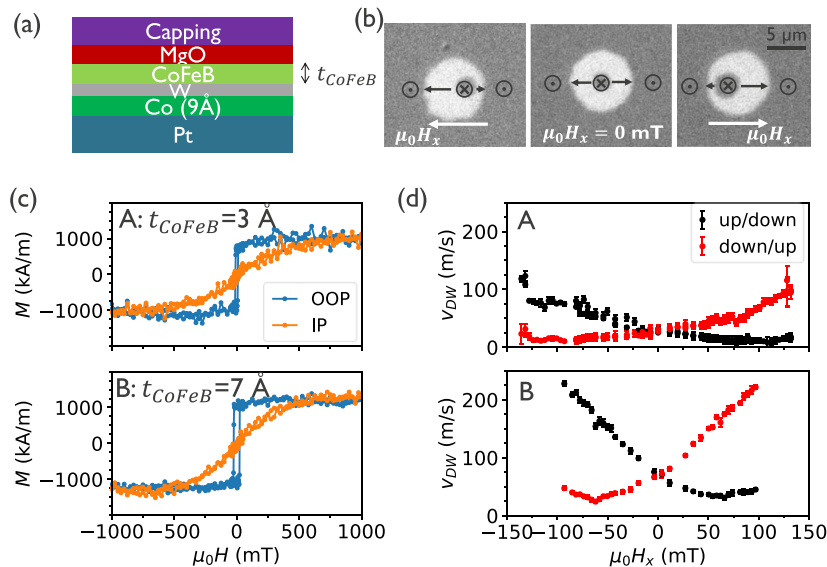 (a)
Capping
MgO
CoFeB
W
Co (9Å)
Pt
t_CoFeB
(b)
5 μm
μ₀Hₓ
μ₀Hₓ = 0 mT
μ₀Hₓ
(c)
A: t_CoFeB=3 Å
M (kA/m)
1000
0
−1000
OOP
IP
B: t_CoFeB=7 Å
M (kA/m)
1000
0
−1000
−1000 −500 0 500 1000
μ₀H (mT)
(d)
A
up/down
down/up
v_DW (m/s)
200
100
0
B
v_DW (m/s)
200
100
0
−150 −100 −50 0 50 100 150
μ₀Hₓ (mT)